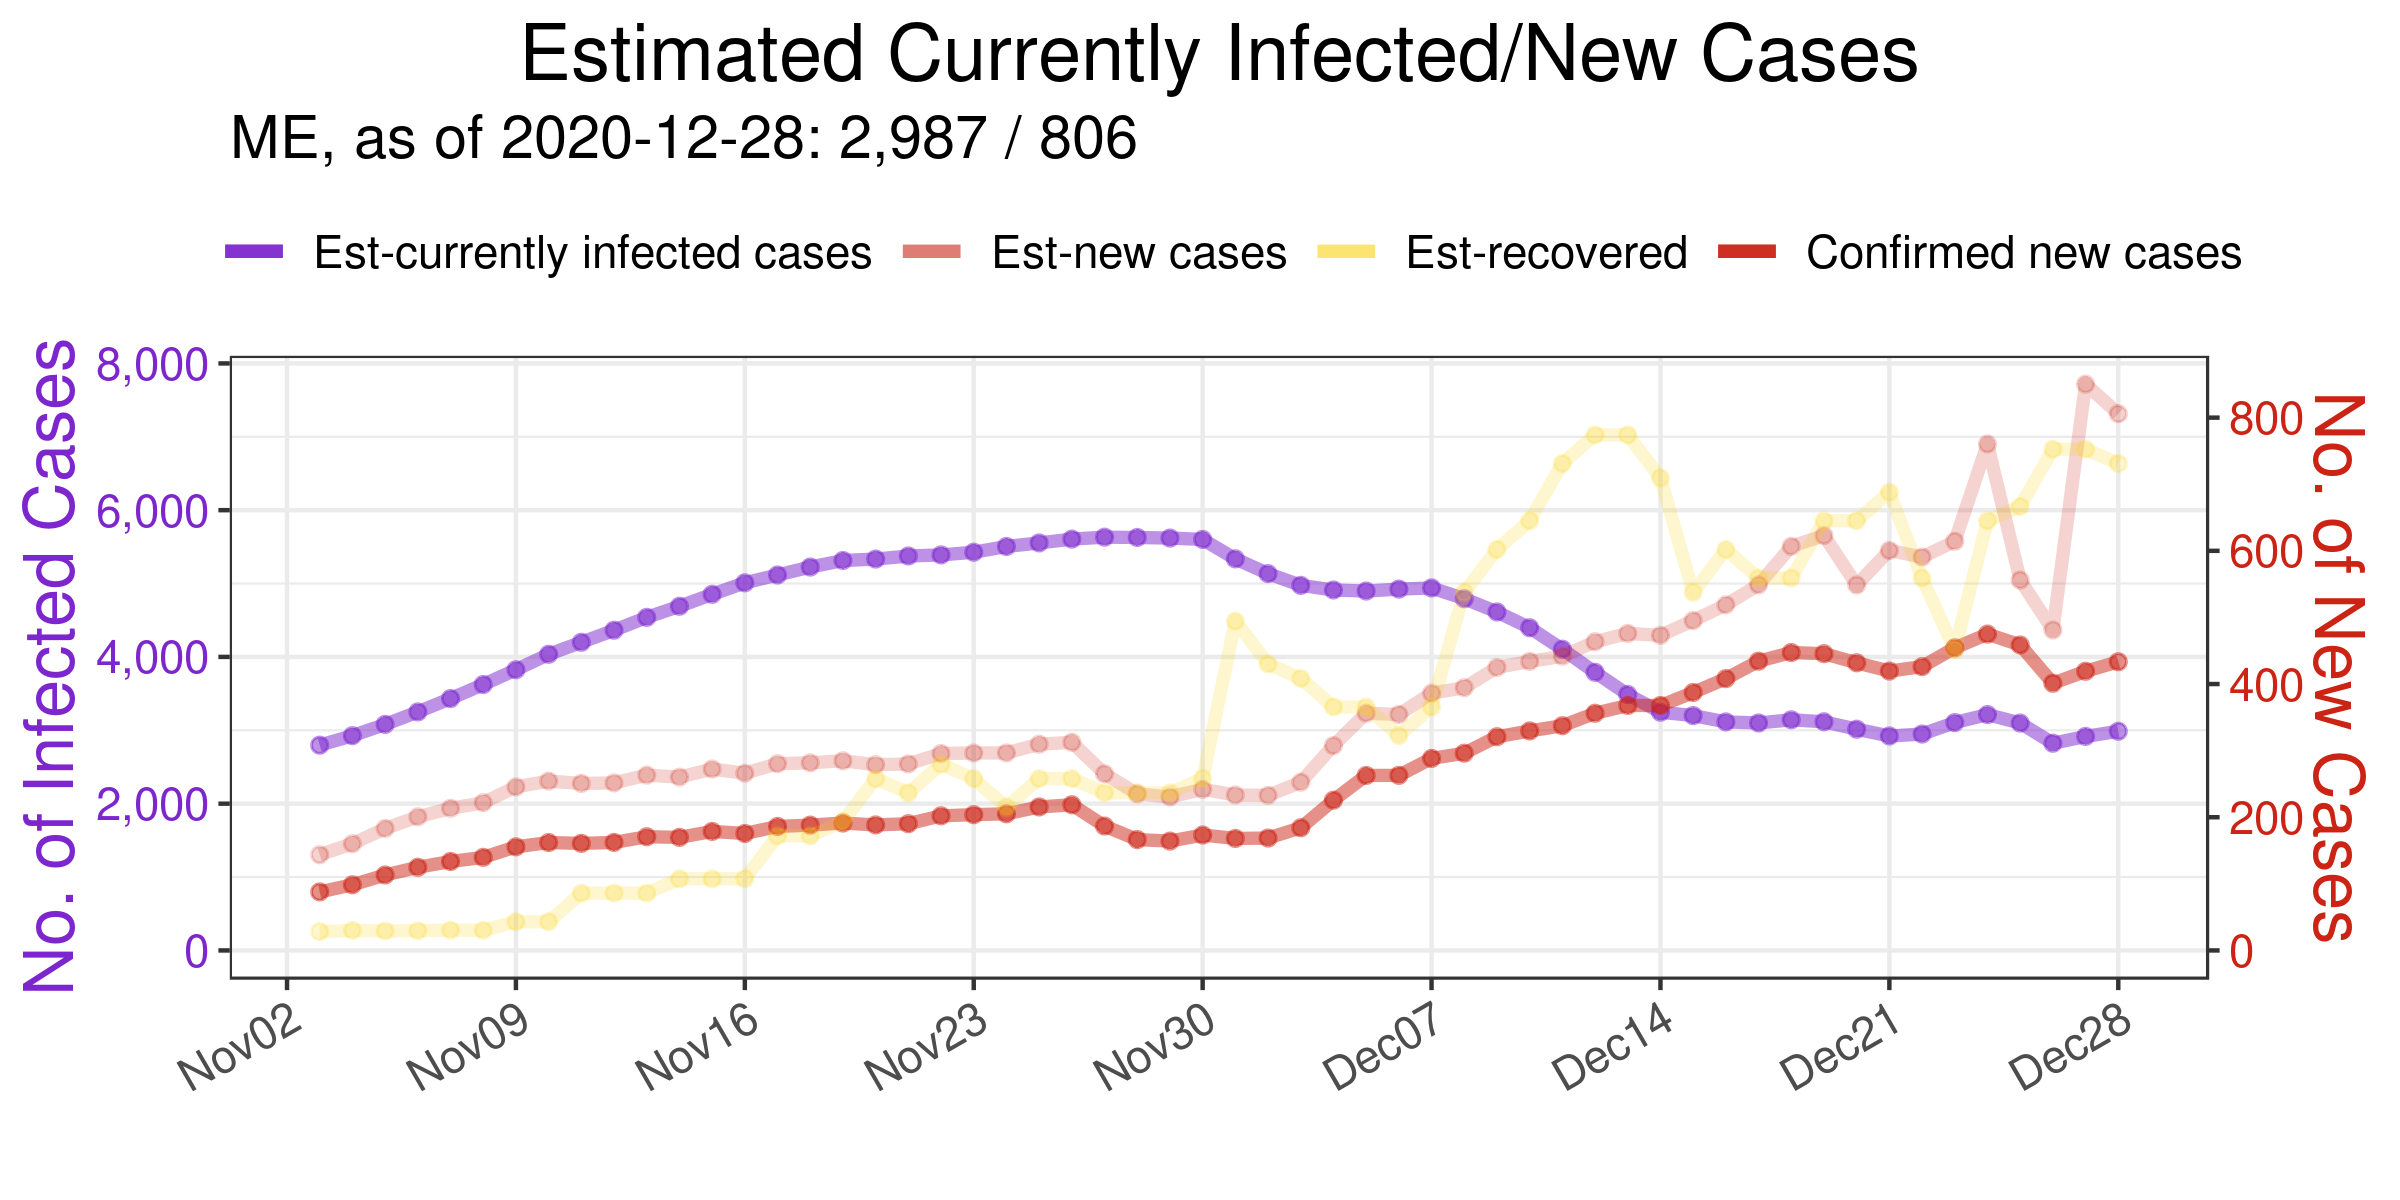 Estimated Currently Infected/New Cases
ME, as of 2020-12-28: 2,987 / 806
Est-currently infected cases Est-new cases Est-recovered Confirmed new cases
No. of Infected Cases
8,000
6,000
4,000
2,000
0
800
600
400
200
0
No. of New Cases
Nov02 Nov09 Nov16 Nov23 Nov30 Dec07 Dec14 Dec21 Dec28